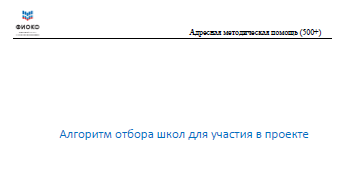 ФИОКО
Адресная методическая помощь (500+)
Алгоритм отбора школ для участия в проекте